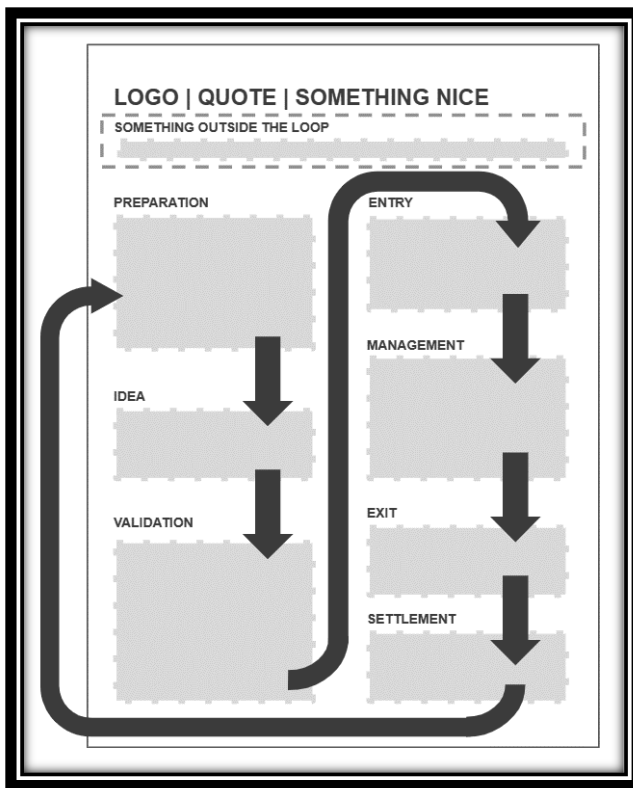 LOGO | QUOTE | SOMETHING NICE
SOMETHING OUTSIDE THE LOOP
PREPARATION
IDEA
VALIDATION
ENTRY
MANAGEMENT
EXIT
SETTLEMENT